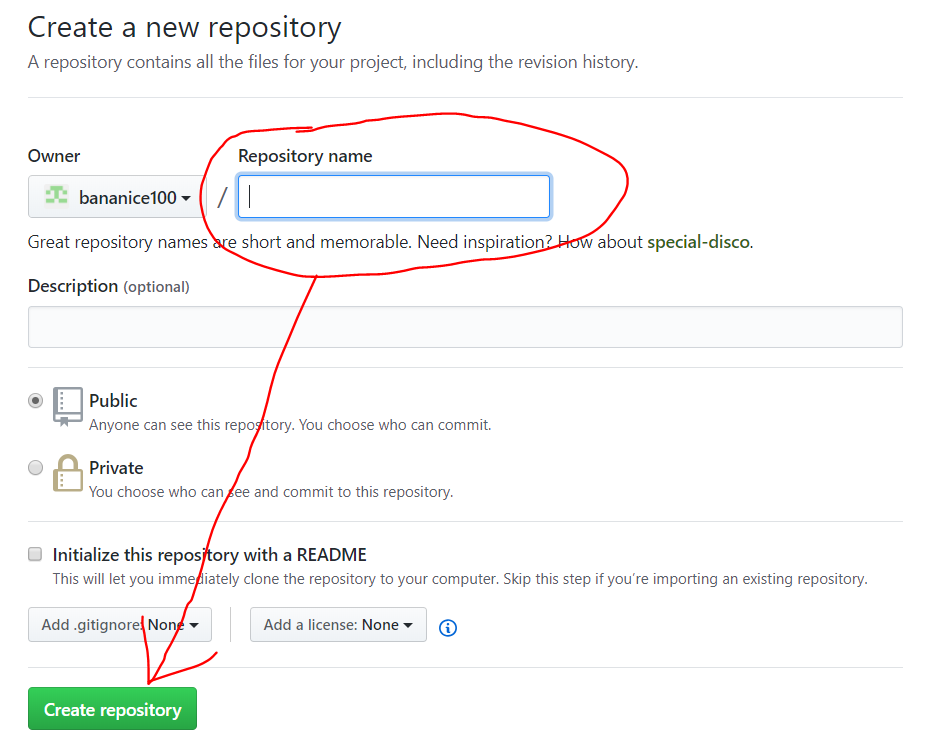 Create a new repository
A repository contains all the files for your project, including the revision history.
Owner
Repository name
bananice100 /
Great repository names are short and memorable. Need inspiration? How about special-disco.
Description (optional)
Public
Anyone can see this repository. You choose who can commit.
Private
You choose who can see and commit to this repository.
Initialize this repository with a README
This will let you immediately clone the repository to your computer. Skip this step if you're importing an existing repository.
Add .gitignore: None
Add a license: None
Create repository